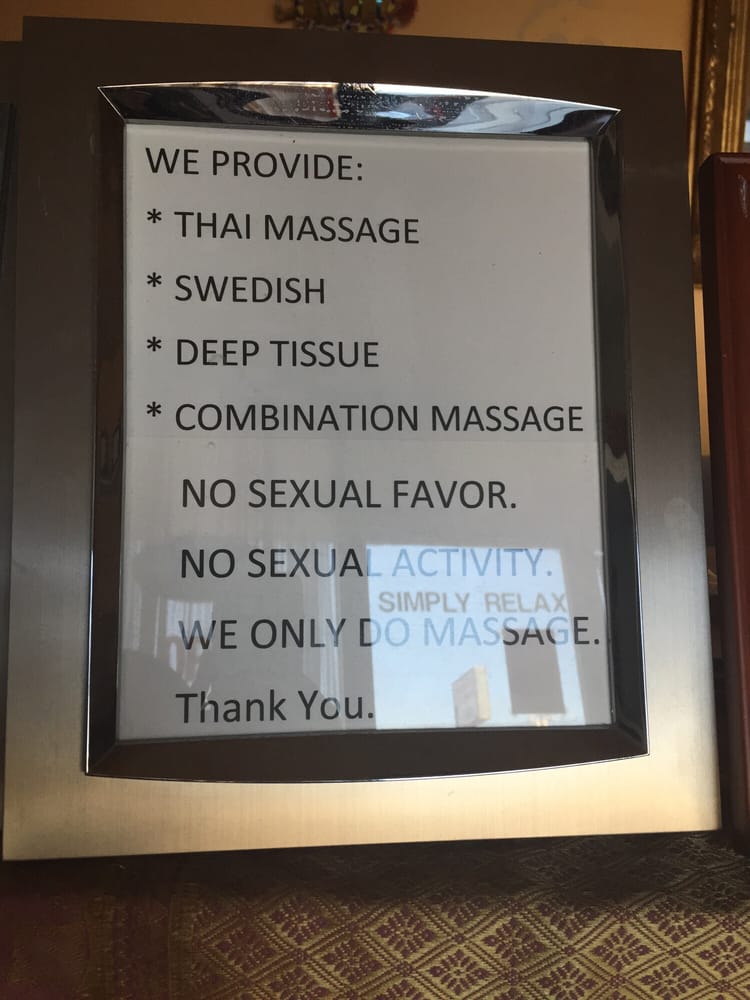 WE PROVIDE:
* THAI MASSAGE
* SWEDISH
* DEEP TISSUE
* COMBINATION MASSAGE
NO SEXUAL FAVOR.
NO SEXUAL ACTIVITY.
SIMPLY RELAX
WE ONLY DO MASSAGE.
Thank You.